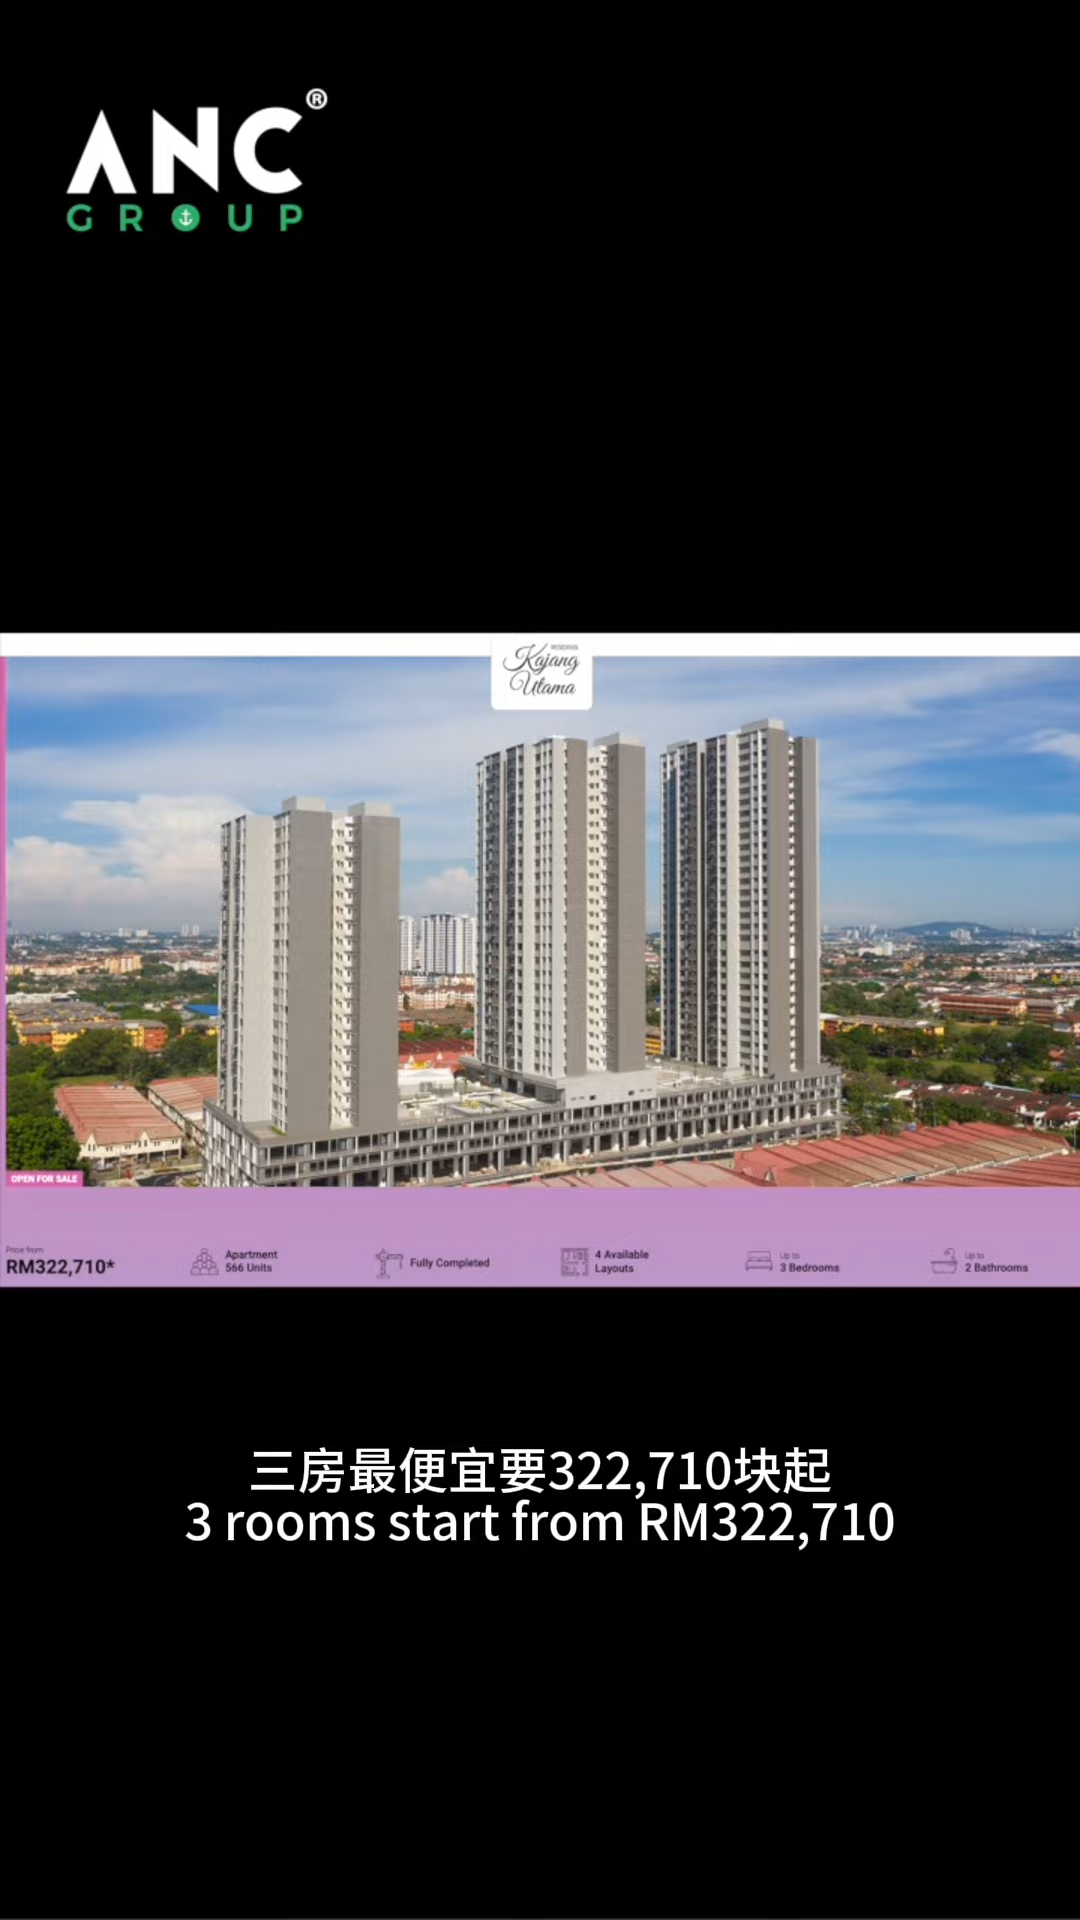 ANC®
GROUP
RESIDENSI
Kajang
Utama
OPEN FOR SALE
Price from
RM322,710*
Apartment
566 Units
Fully Completed
4 Available
Layouts
Up to
3 Bedrooms
Up to
2 Bathrooms
三房最便宜要322,710块起
3 rooms start from RM322,710